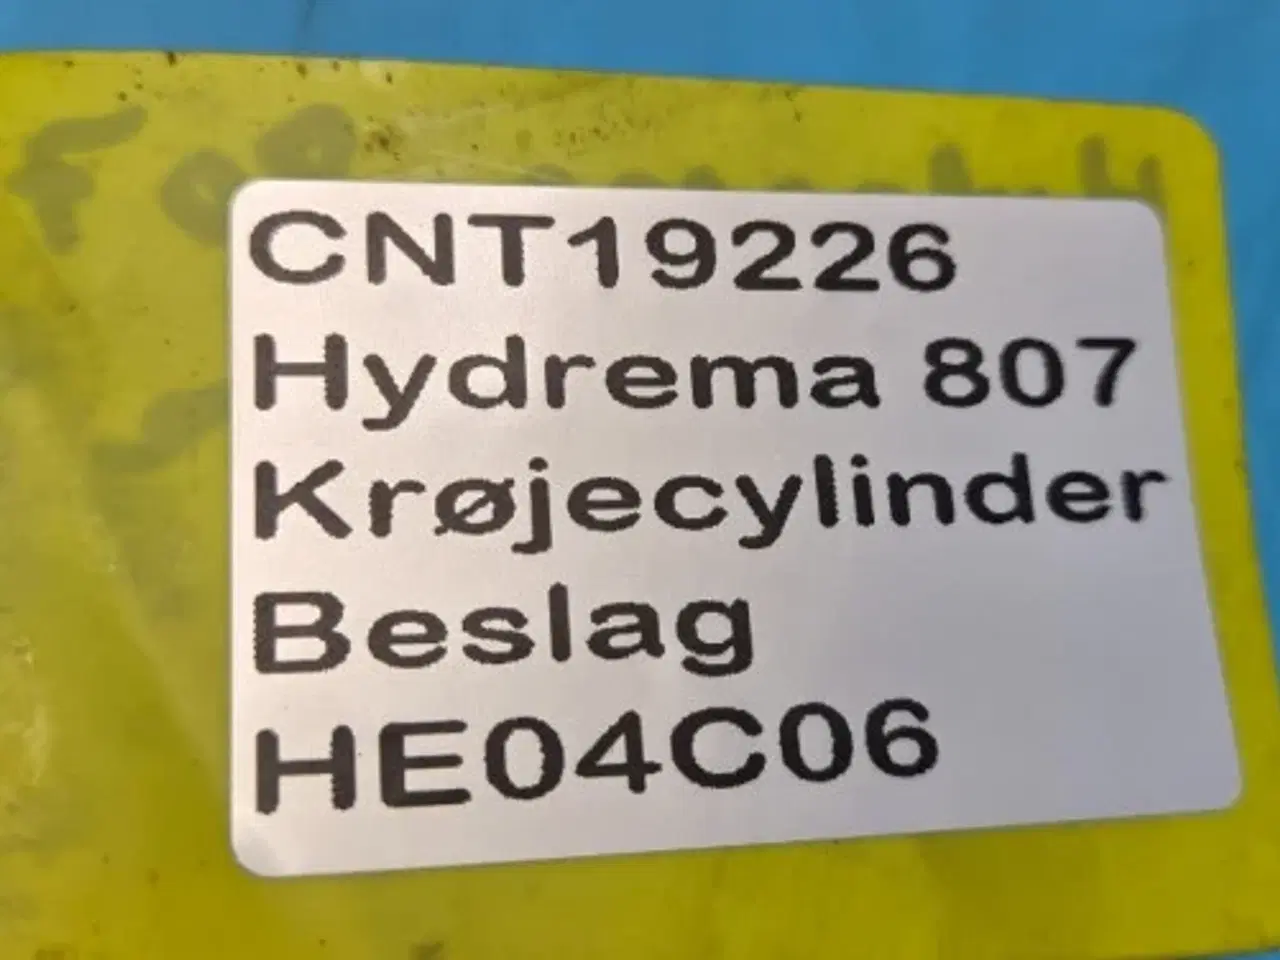 CNT19226
Hydrema 807
Krøjecylinder
Beslag
HE04C06